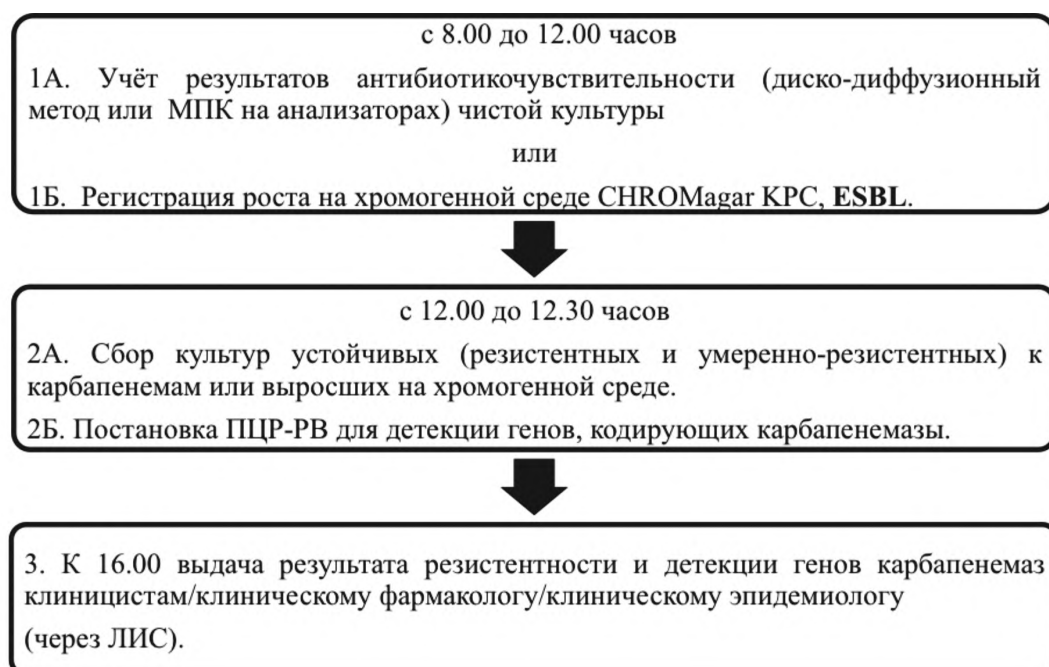 с 8.00 до 12.00 часов
1А. Учёт результатов антибиотикочувствительности (диско-диффузионный
метод или МПК на анализаторах) чистой культуры
или
1Б. Регистрация роста на хромогенной среде CHROMagar KPC, ESBL.
с 12.00 до 12.30 часов
2А. Сбор культур устойчивых (резистентных и умеренно-резистентных) к
карбапенемам или выросших на хромогенной среде.
2Б. Постановка ПЦР-РВ для детекции генов, кодирующих карбапенемазы.
3. К 16.00 выдача результата резистентности и детекции генов карбапенемаз
клиницистам/клиническому фармакологу/клиническому эпидемиологу
(через ЛИС).